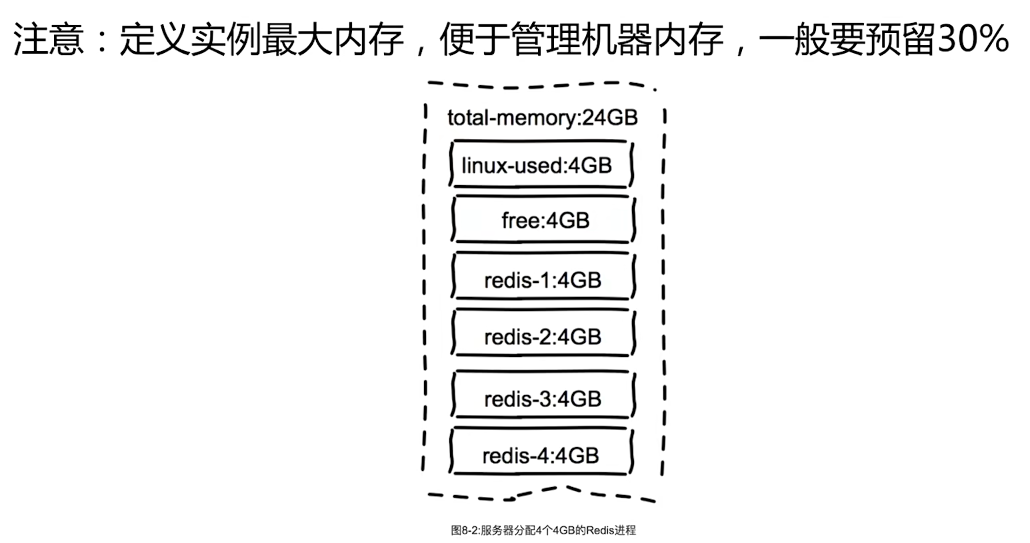 注意：定义实例最大内存，便于管理机器内存，一般要预留30%
total-memory:24GB
linux-used:4GB
free:4GB
redis-1:4GB
redis-2:4GB
redis-3:4GB
redis-4:4GB
图8-2:服务器分配4个4GB的Redis进程